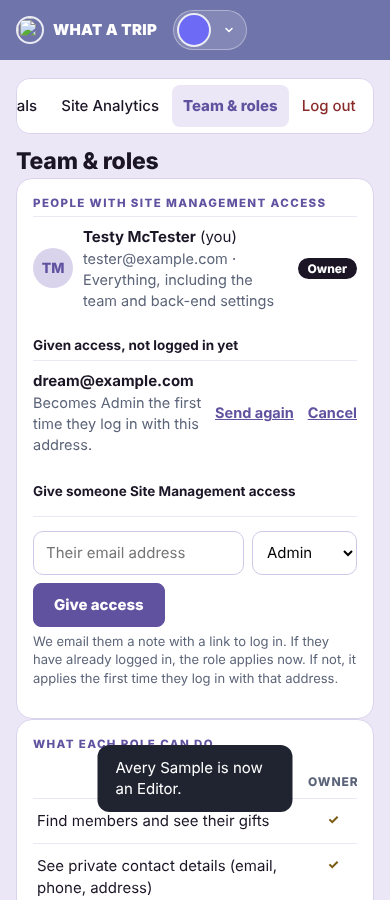 WHAT A TRIP
als Site Analytics Team & roles Log out
Team & roles
PEOPLE WITH SITE MANAGEMENT ACCESS
TM
Testy McTester (you)
tester@example.com ·
Everything, including the
team and back-end settings
Owner
Given access, not logged in yet
dream@example.com
Becomes Admin the first
time they log in with this
address.
Send again Cancel
Give someone Site Management access
Their email address Admin
Give access
We email them a note with a link to log in. If they
have already logged in, the role applies now. If not, it
applies the first time they log in with that address.
WHAT EACH ROLE CAN DO
Avery Sample is now
an Editor.
OWNER
Find members and see their gifts
See private contact details (email,
phone, address)